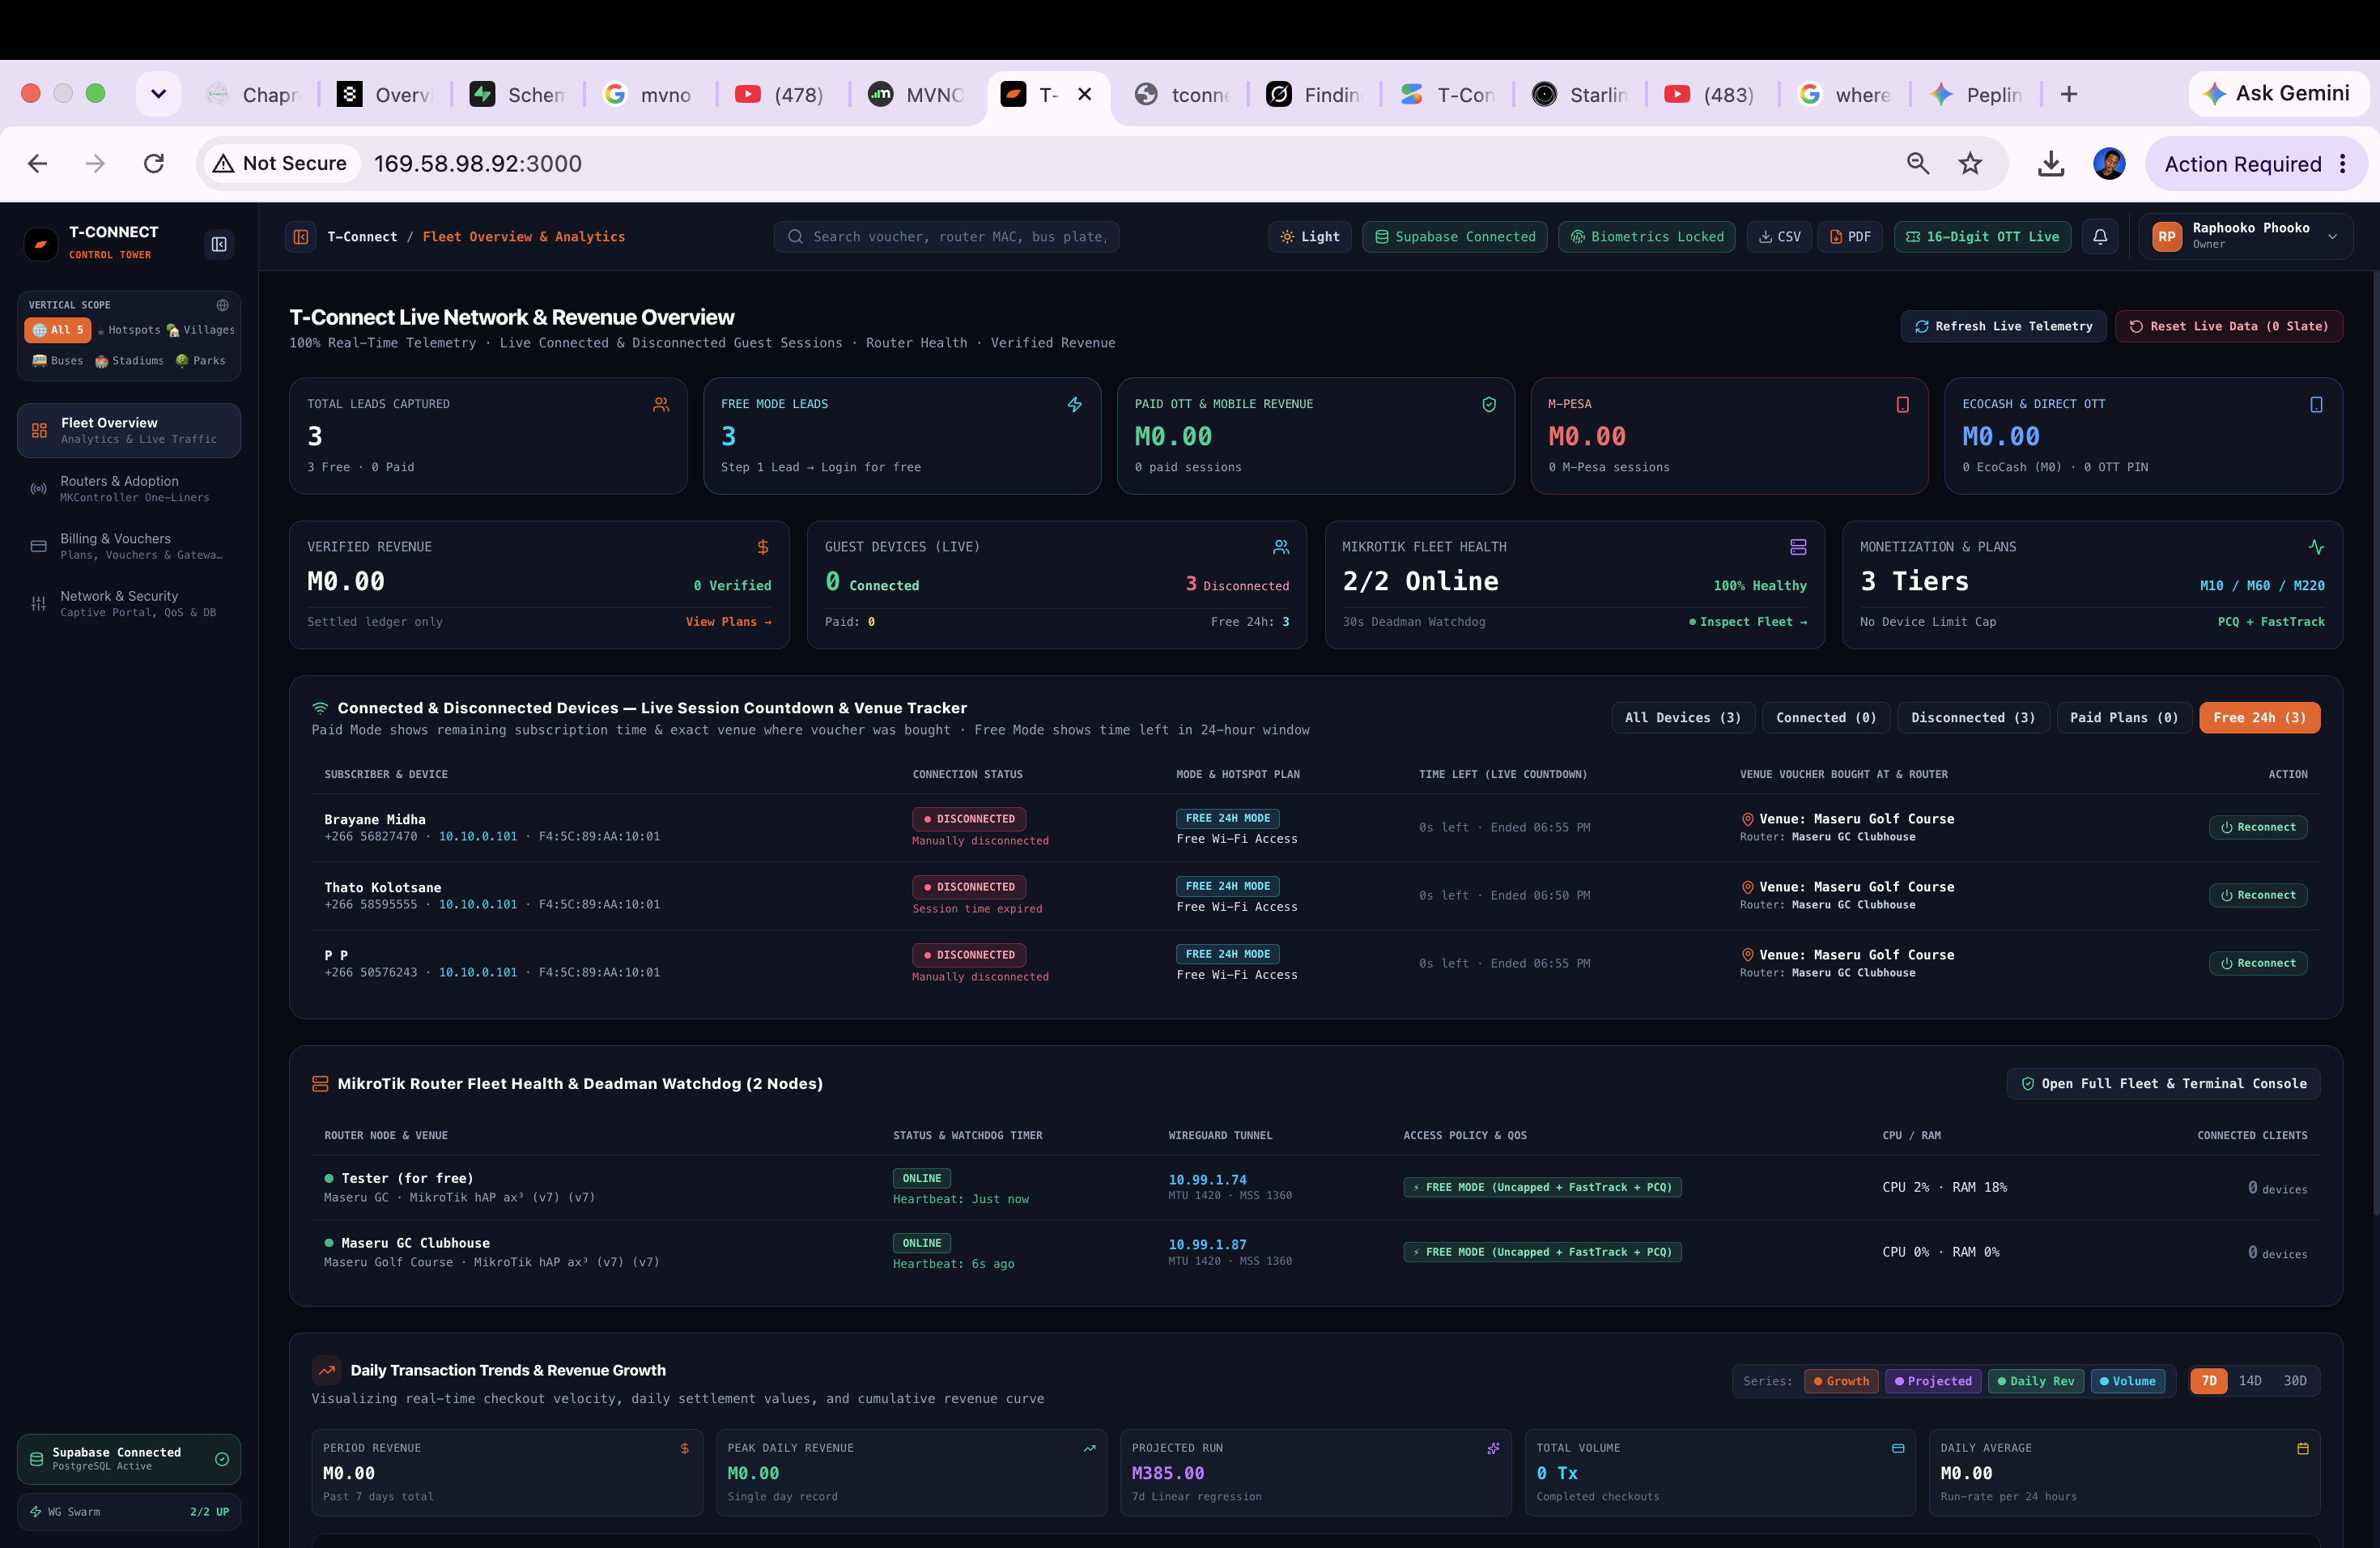 Chapr
Overvi
Schem
mvno
(478)
MVNO
T-
tconne
Findin
T-Con
Starlin
(483)
where
Peplin
Ask Gemini
Not Secure
169.58.98.92:3000
Action Required
T-CONNECT
CONTROL TOWER
T-Connect / Fleet Overview & Analytics
Search voucher, router MAC, bus plate,
Light
Supabase Connected
Biometrics Locked
CSV
PDF
16-Digit OTT Live
RP
Raphooko Phooko
Owner
VERTICAL SCOPE
All 5
Hotspots
Villages
Buses
Stadiums
Parks
Fleet Overview
Analytics & Live Traffic
Routers & Adoption
MKController One-Liners
Billing & Vouchers
Plans, Vouchers & Gatewa…
Network & Security
Captive Portal, QoS & DB
Supabase Connected
PostgreSQL Active
WG Swarm
2/2 UP
T-Connect Live Network & Revenue Overview
100% Real-Time Telemetry · Live Connected & Disconnected Guest Sessions · Router Health · Verified Revenue
Refresh Live Telemetry
Reset Live Data (0 Slate)
TOTAL LEADS CAPTURED
3
3 Free · 0 Paid
FREE MODE LEADS
3
Step 1 Lead → Login for free
PAID OTT & MOBILE REVENUE
M0.00
0 paid sessions
M-PESA
M0.00
0 M-Pesa sessions
ECOCASH & DIRECT OTT
M0.00
0 EcoCash (M0) · 0 OTT PIN
VERIFIED REVENUE
M0.00
0 Verified
Settled ledger only
View Plans →
GUEST DEVICES (LIVE)
0 Connected
3 Disconnected
Paid: 0
Free 24h: 3
MIKROTIK FLEET HEALTH
2/2 Online
100% Healthy
30s Deadman Watchdog
Inspect Fleet →
MONETIZATION & PLANS
3 Tiers
M10 / M60 / M220
No Device Limit Cap
PCQ + FastTrack
Connected & Disconnected Devices — Live Session Countdown & Venue Tracker
Paid Mode shows remaining subscription time & exact venue where voucher was bought · Free Mode shows time left in 24-hour window
All Devices (3)
Connected (0)
Disconnected (3)
Paid Plans (0)
Free 24h (3)
SUBSCRIBER & DEVICE
CONNECTION STATUS
MODE & HOTSPOT PLAN
TIME LEFT (LIVE COUNTDOWN)
VENUE VOUCHER BOUGHT AT & ROUTER
ACTION
Brayane Midha
+266 56827470 · 10.10.0.101 · F4:5C:89:AA:10:01
DISCONNECTED
Manually disconnected
FREE 24H MODE
Free Wi-Fi Access
0s left · Ended 06:55 PM
Venue: Maseru Golf Course
Router: Maseru GC Clubhouse
Reconnect
Thato Kolotsane
+266 58595555 · 10.10.0.101 · F4:5C:89:AA:10:01
DISCONNECTED
Session time expired
FREE 24H MODE
Free Wi-Fi Access
0s left · Ended 06:50 PM
Venue: Maseru Golf Course
Router: Maseru GC Clubhouse
Reconnect
P P
+266 50576243 · 10.10.0.101 · F4:5C:89:AA:10:01
DISCONNECTED
Manually disconnected
FREE 24H MODE
Free Wi-Fi Access
0s left · Ended 06:55 PM
Venue: Maseru Golf Course
Router: Maseru GC Clubhouse
Reconnect
MikroTik Router Fleet Health & Deadman Watchdog (2 Nodes)
Open Full Fleet & Terminal Console
ROUTER NODE & VENUE
STATUS & WATCHDOG TIMER
WIREGUARD TUNNEL
ACCESS POLICY & QOS
CPU / RAM
CONNECTED CLIENTS
Tester (for free)
Maseru GC · MikroTik hAP ax³ (v7) (v7)
ONLINE
Heartbeat: Just now
10.99.1.74
MTU 1420 · MSS 1360
⚡ FREE MODE (Uncapped + FastTrack + PCQ)
CPU 2% · RAM 18%
0 devices
Maseru GC Clubhouse
Maseru Golf Course · MikroTik hAP ax³ (v7) (v7)
ONLINE
Heartbeat: 6s ago
10.99.1.87
MTU 1420 · MSS 1360
⚡ FREE MODE (Uncapped + FastTrack + PCQ)
CPU 0% · RAM 0%
0 devices
Daily Transaction Trends & Revenue Growth
Visualizing real-time checkout velocity, daily settlement values, and cumulative revenue curve
Series:
Growth
Projected
Daily Rev
Volume
7D
14D
30D
PERIOD REVENUE
M0.00
Past 7 days total
PEAK DAILY REVENUE
M0.00
Single day record
PROJECTED RUN
M385.00
7d Linear regression
TOTAL VOLUME
0 Tx
Completed checkouts
DAILY AVERAGE
M0.00
Run-rate per 24 hours